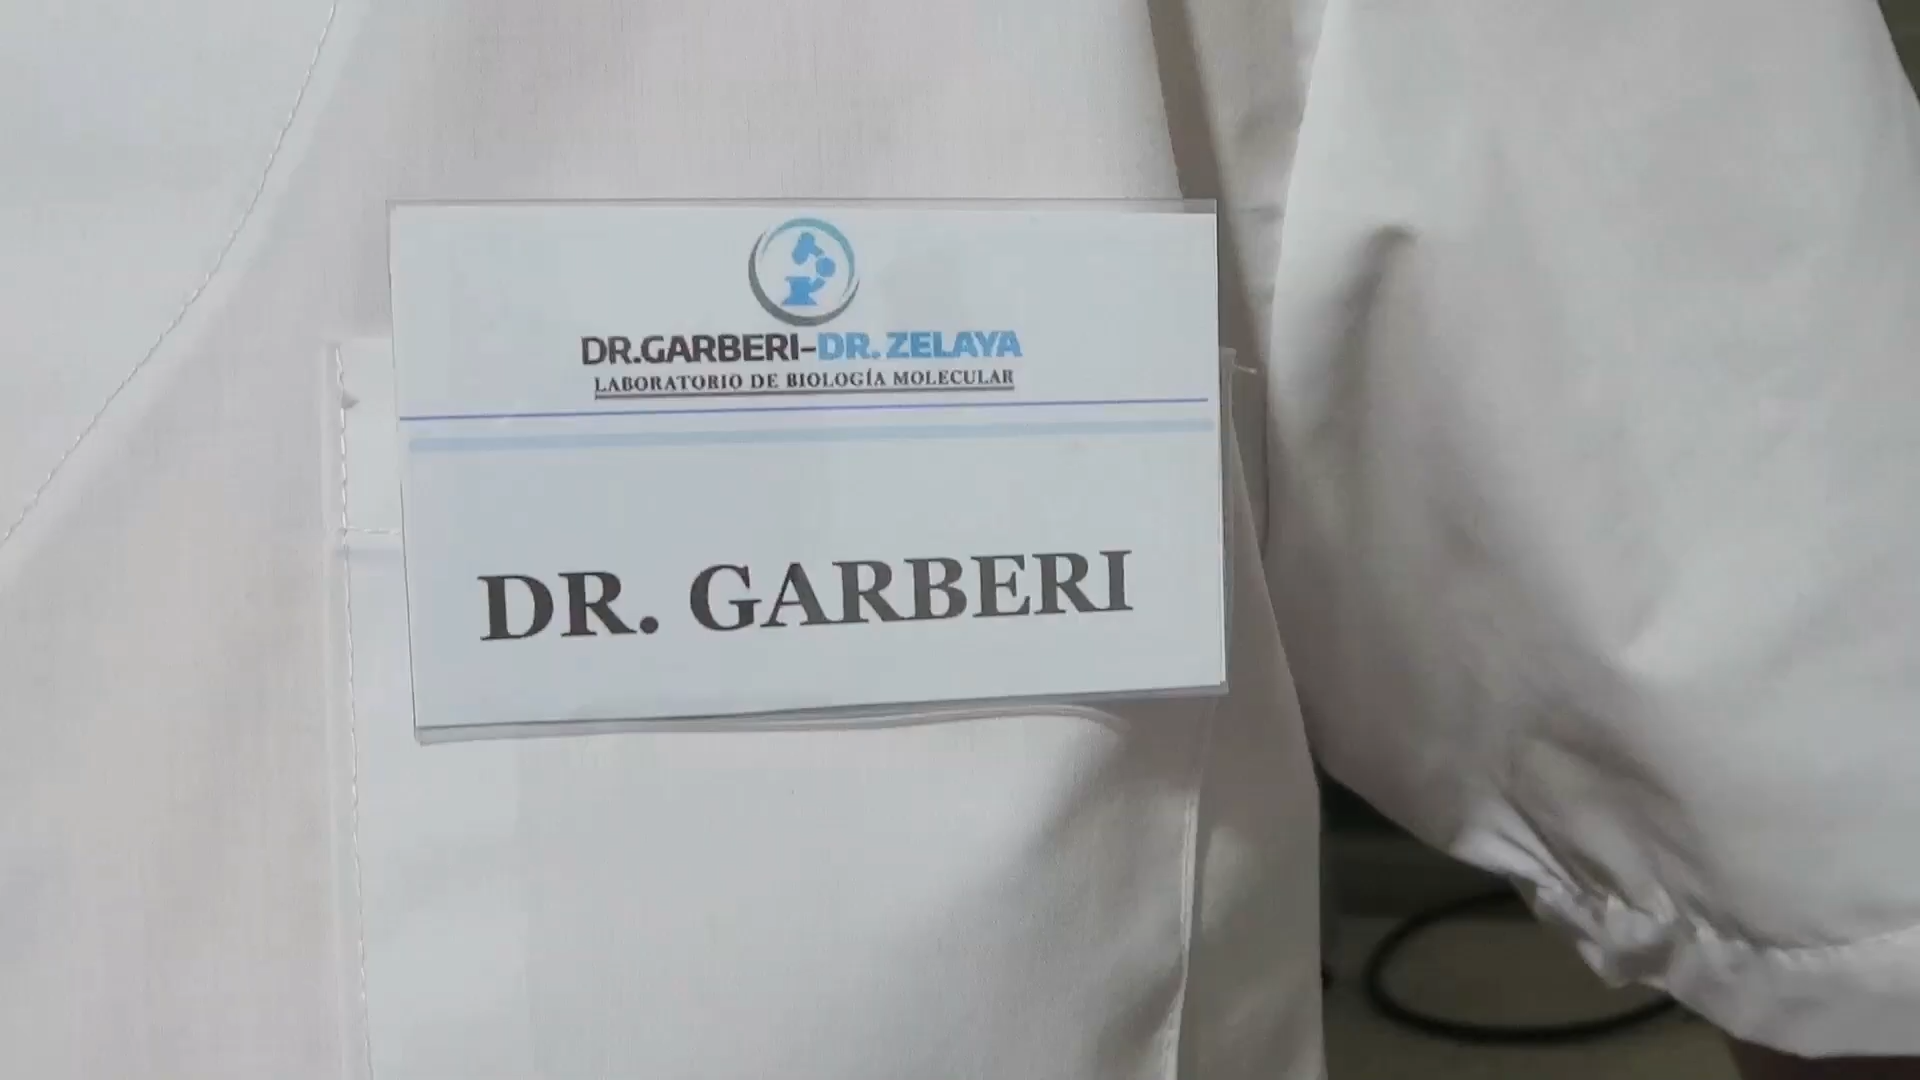 DR.GARBERI-DR. ZELAYA
LABORATORIO DE BIOLOGÍA MOLECULAR
DR. GARBERI